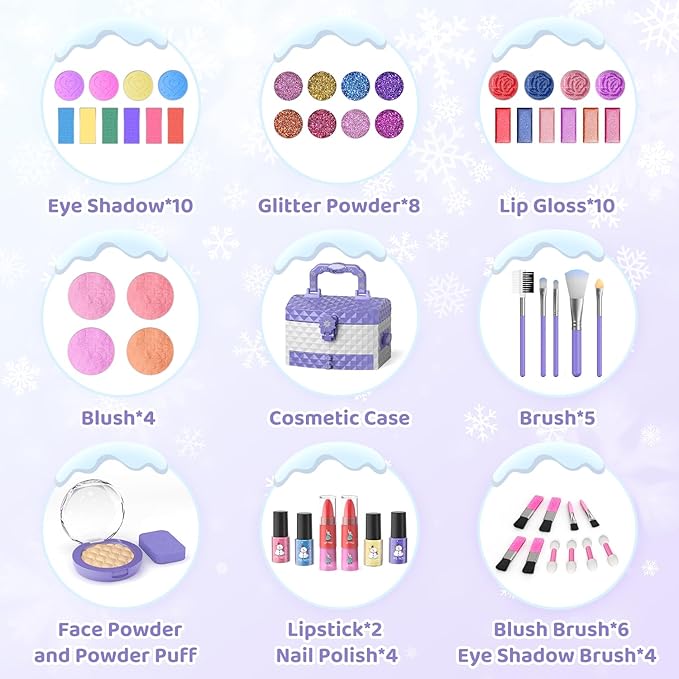 Eye Shadow*10
Glitter Powder*8
Lip Gloss*10
Blush*4
Cosmetic Case
Brush*5
Face Powder
and Powder Puff
Lipstick*2
Nail Polish*4
Blush Brush*6
Eye Shadow Brush*4